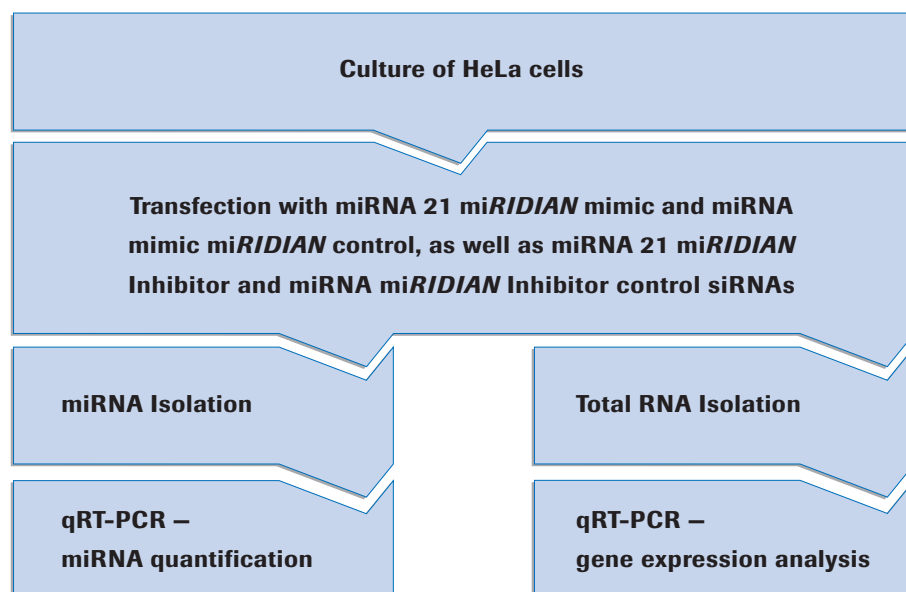 Culture of HeLa cells
Transfection with miRNA 21 miRIDIAN mimic and miRNA
mimic miRIDIAN control, as well as miRNA 21 miRIDIAN
Inhibitor and miRNA miRIDIAN Inhibitor control siRNAs
miRNA Isolation
Total RNA Isolation
qRT-PCR –
miRNA quantification
qRT-PCR –
gene expression analysis